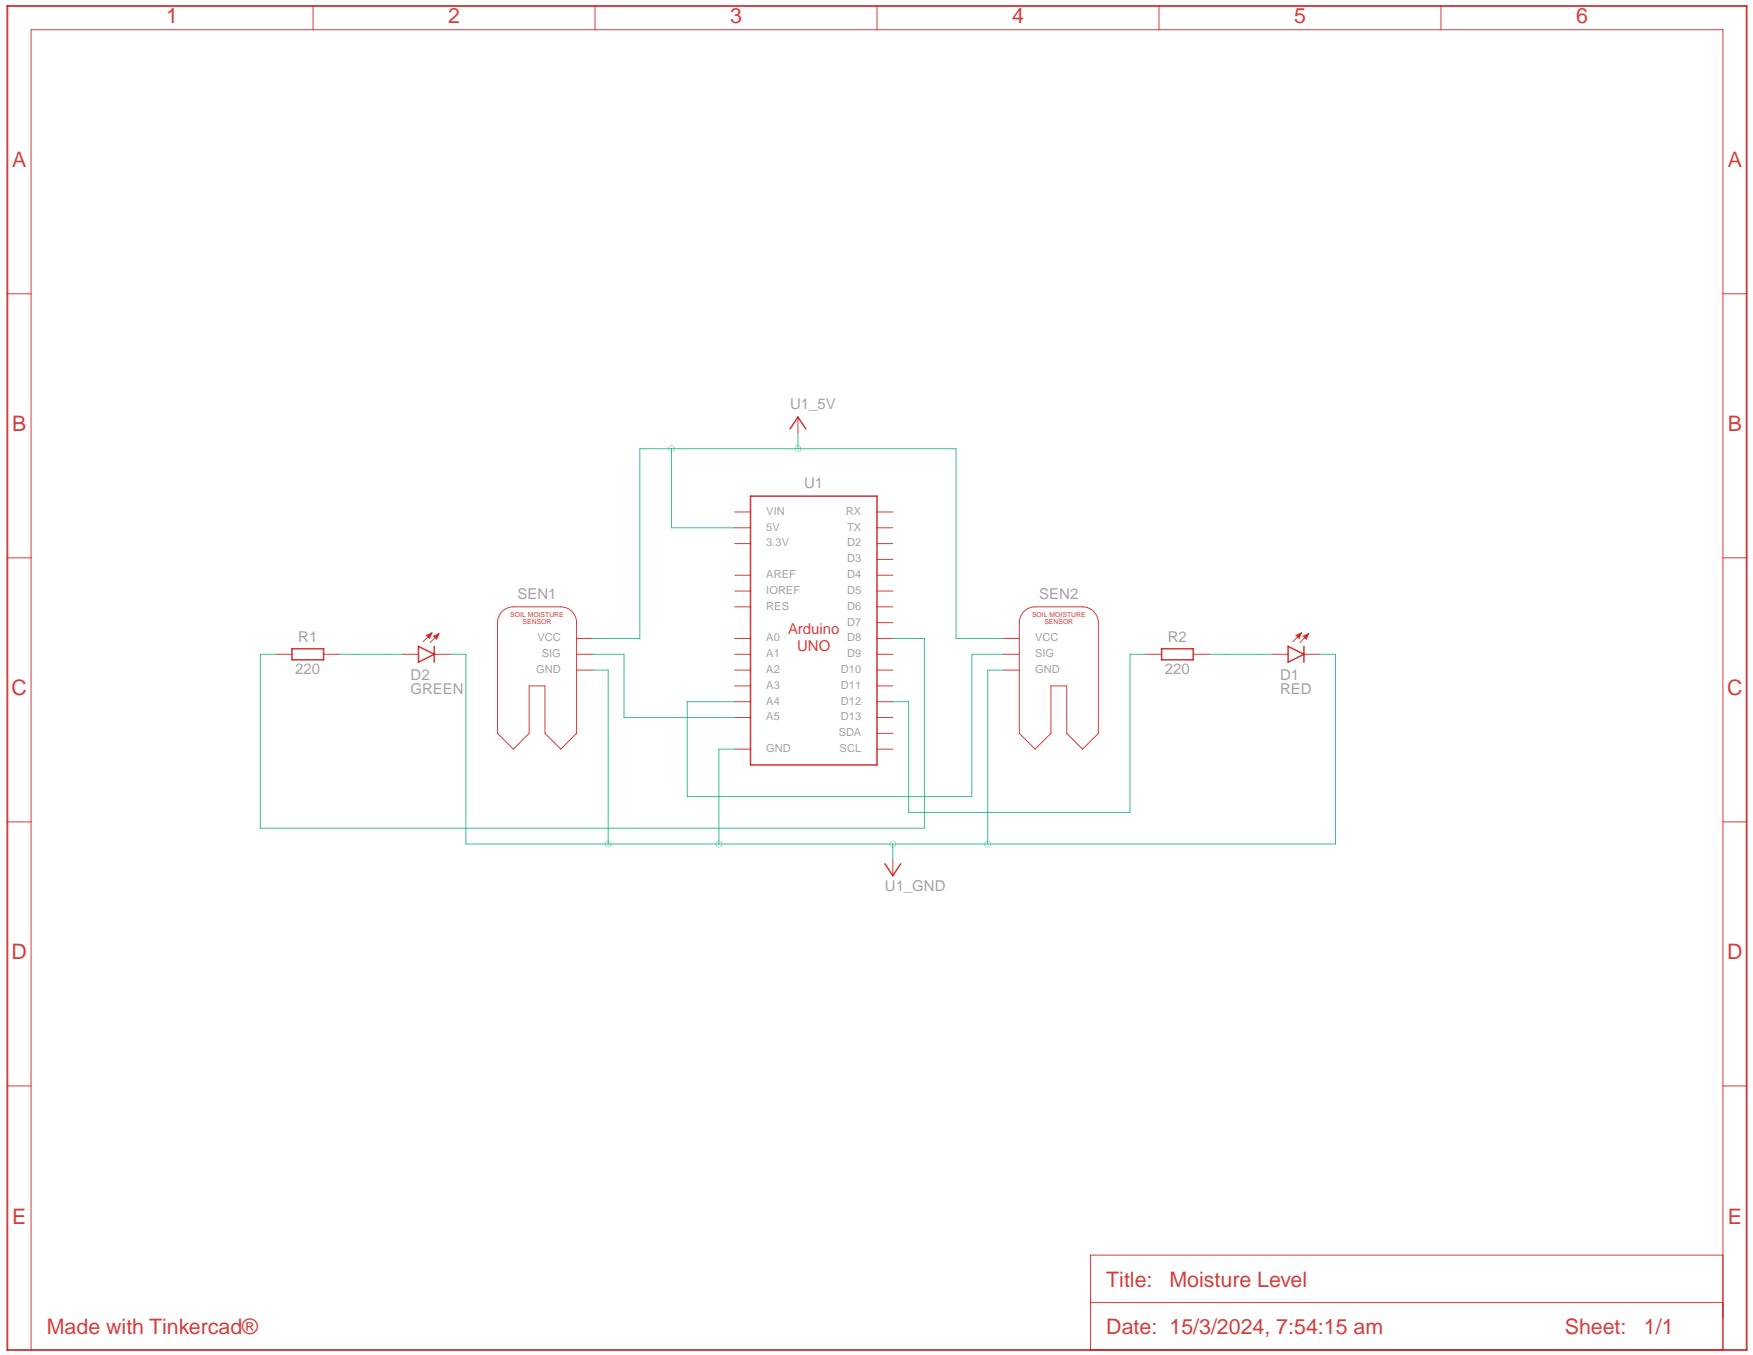 1 2 3 4 5 6
A A
U1_5V
B B
U1
VIN RX
5V TX
3.3V D2
D3
AREF D4
IOREF D5
RES D6
D7
A0 D8
A1 D9
A2 D10
A3 D11
A4 D12
A5 D13
SDA
GND SCL
Arduino
UNO
SEN1
SOIL MOISTURE
SENSOR
VCC
SIG
GND
SEN2
SOIL MOISTURE
SENSOR
VCC
SIG
GND
R1
220
D2
GREEN
R2
220
D1
RED
C C
U1_GND
D D
E E
Title: Moisture Level
Made with Tinkercad®
Date: 15/3/2024, 7:54:15 am Sheet: 1/1